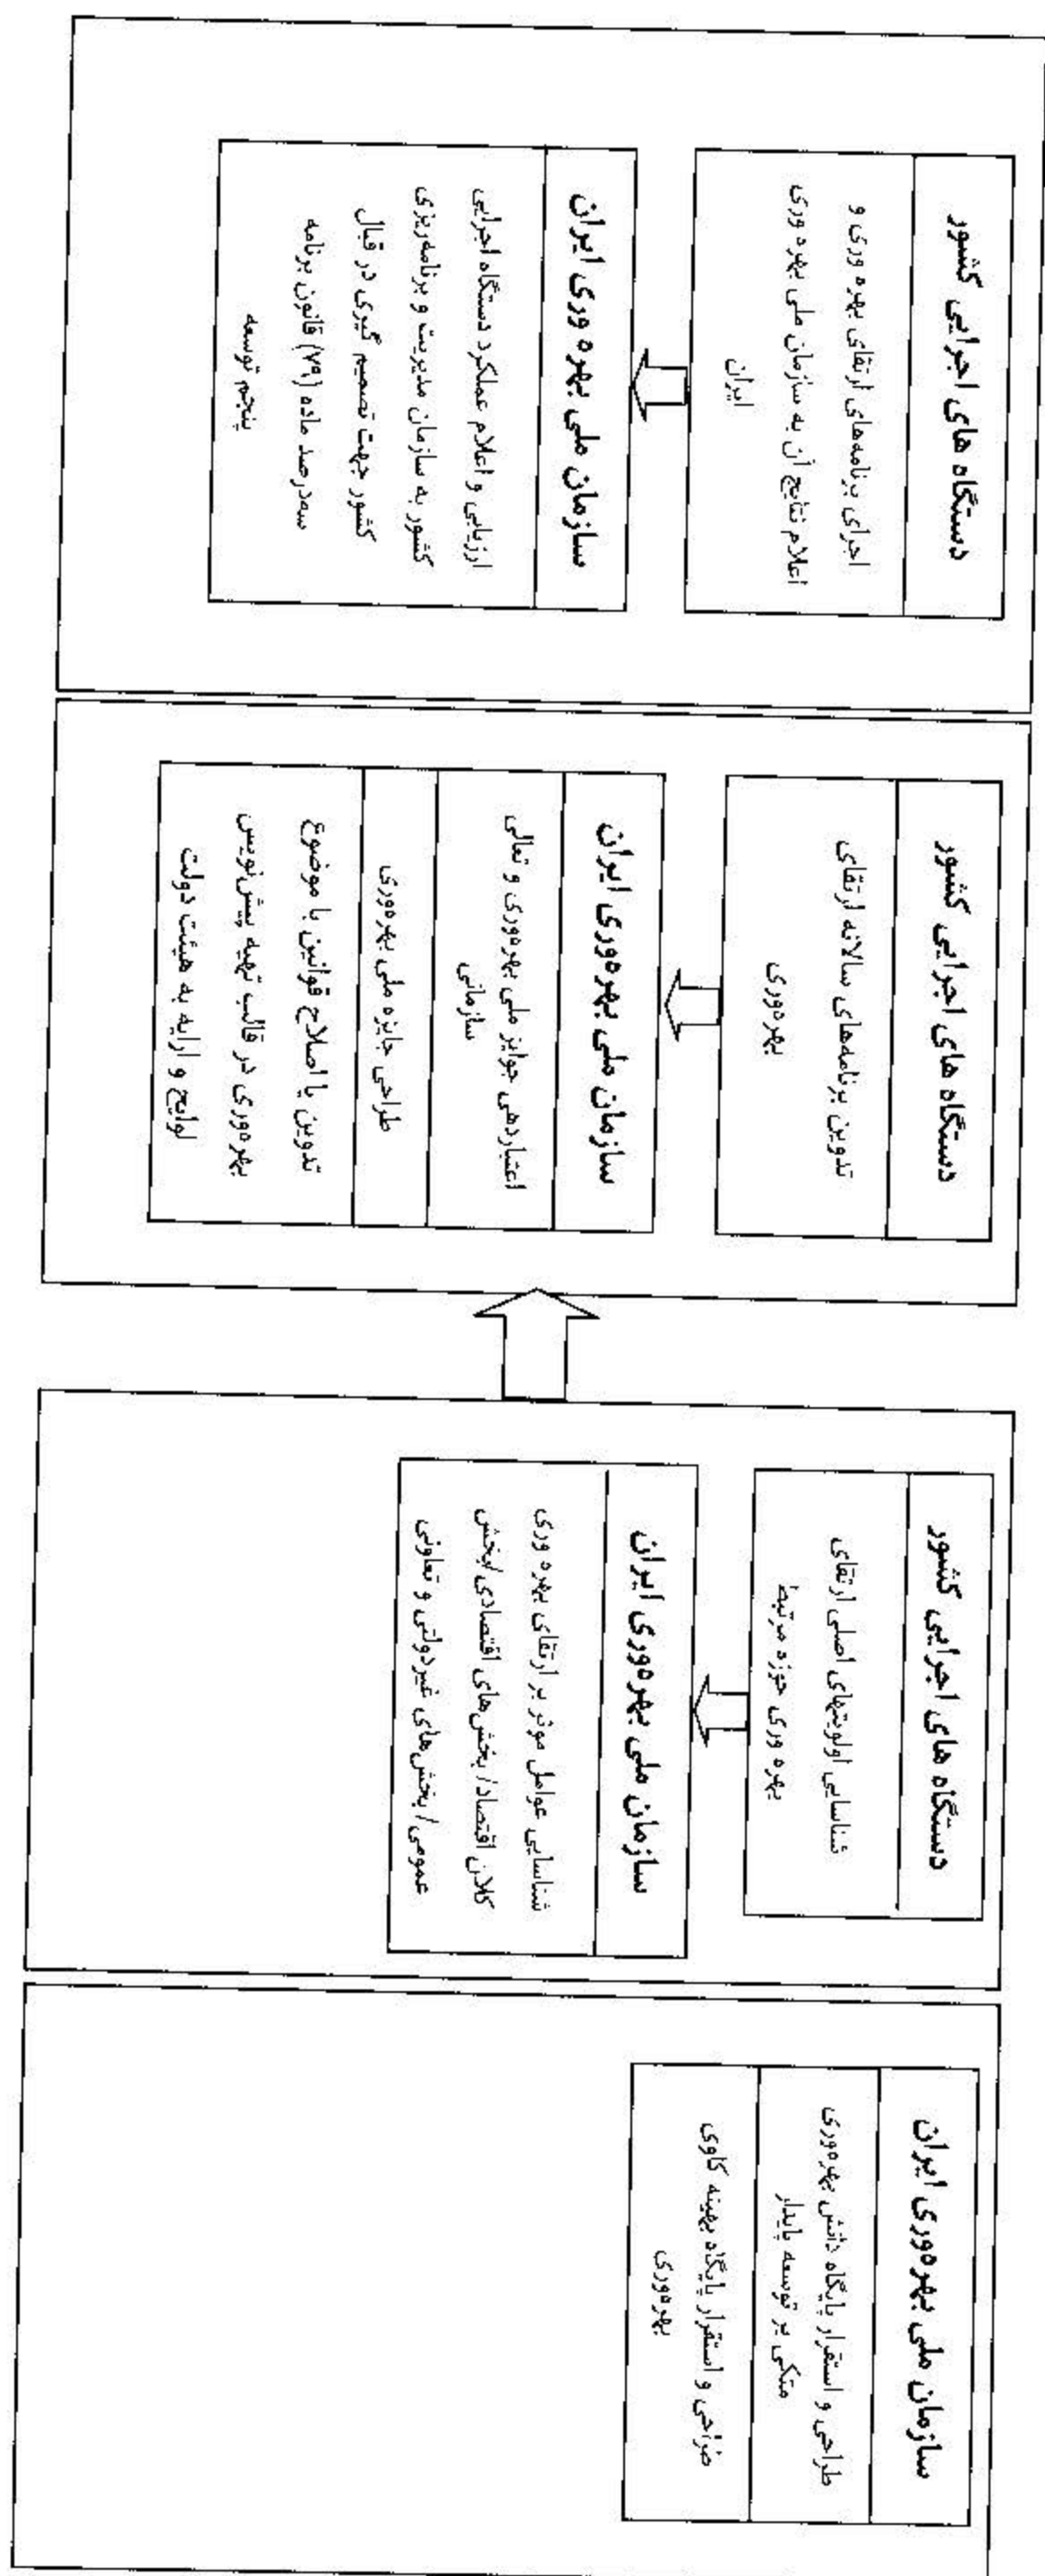 سازمان ملی بهره‌وری ایران
طراحی و استقرار پایگاه دانش بهره‌وری
متکی بر توسعه پایدار
طراحی و استقرار پایگاه بهینه کاوی
بهره‌وری
دستگاه های اجرایی کشور
شناسایی اولویتهای اصلی ارتقای
بهره وری حوزه مرتبط
سازمان ملی بهره‌وری ایران
شناسایی عوامل موثر بر ارتقای بهره وری
کلان اقتصاد/ بخش‌های اقتصادی/بخش
عمومی/ بخش‌های غیردولتی و تعاونی
دستگاه های اجرایی کشور
تدوین برنامه‌های سالانه ارتقای
بهره‌وری
سازمان ملی بهره‌وری ایران
اعتباردهی جوایز ملی بهره‌وری و تعالی
سازمانی
طراحی جایزه ملی بهره‌وری
تدوین یا اصلاح قوانین با موضوع
بهره‌وری در قالب تهیه پیش‌نویس
لوایح و ارایه به هیئت دولت
دستگاه های اجرایی کشور
اجرای برنامه‌های ارتقای بهره وری و
اعلام نتایج آن به سازمان ملی بهره وری
ایران
سازمان ملی بهره وری ایران
ارزیابی و اعلام عملکرد دستگاه اجرایی
کشور به سازمان مدیریت و برنامه‌ریزی
کشور جهت تصمیم گیری در قبال
سه‌درصد ماده (۷۹) قانون برنامه
پنجم توسعه